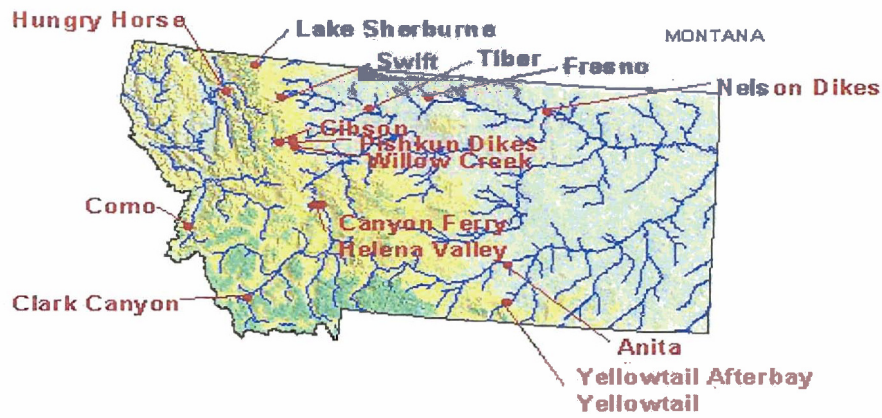 Hungry Horse
Lake Sherburne
MONTANA
Swift
Tiber
Fresno
Nelson Dikes
Gibson
Pishkun Dikes
Willow Creek
Como
Canyon Ferry
Helena Valley
Clark Canyon
Anita
Yellowtail Afterbay
Yellowtail